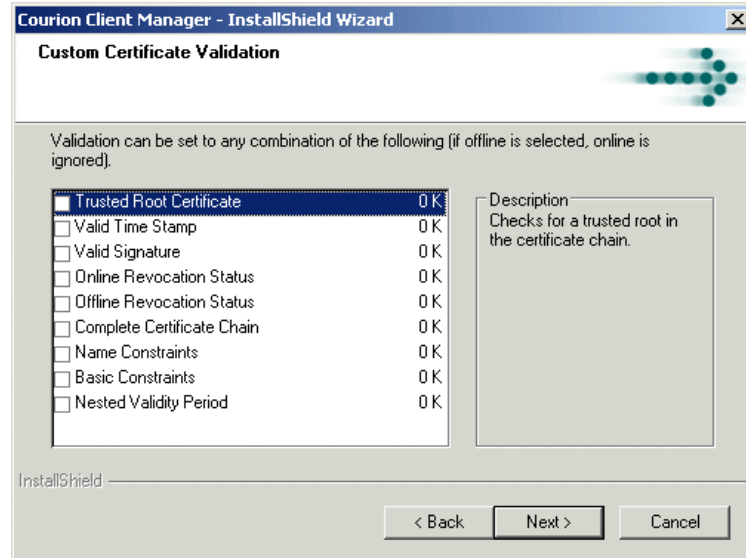 Courion Client Manager - InstallShield Wizard
Custom Certificate Validation
Validation can be set to any combination of the following (if offline is selected, online is
ignored).
Trusted Root Certificate 0 K
Valid Time Stamp 0 K
Valid Signature 0 K
Online Revocation Status 0 K
Offline Revocation Status 0 K
Complete Certificate Chain 0 K
Name Constraints 0 K
Basic Constraints 0 K
Nested Validity Period 0 K
Description
Checks for a trusted root in
the certificate chain.
InstallShield
< Back Next > Cancel